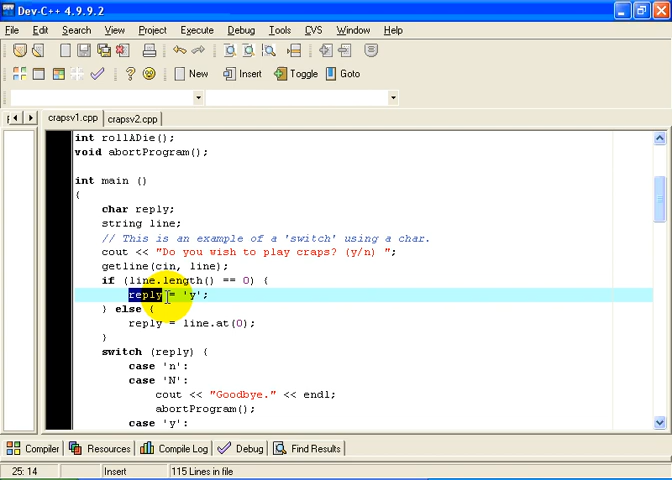 Dev-C++ 4.9.9.2
File Edit Search View Project Execute Debug Tools CVS Window Help
New Insert Toggle Goto
crapsv1.cpp crapsv2.cpp
int rollADie();
void abortProgram();
int main ()
{
char reply;
string line;
// This is an example of a 'switch' using a char.
cout << "Do you wish to play craps? (y/n) ";
getline(cin, line);
if (line.length() == 0) {
reply = 'y';
} else {
reply = line.at(0);
}
switch (reply) {
case 'n':
case 'N':
cout << "Goodbye." << endl;
abortProgram();
case 'y':
Compiler Resources Compile Log Debug Find Results
25: 14 Insert 115 Lines in file